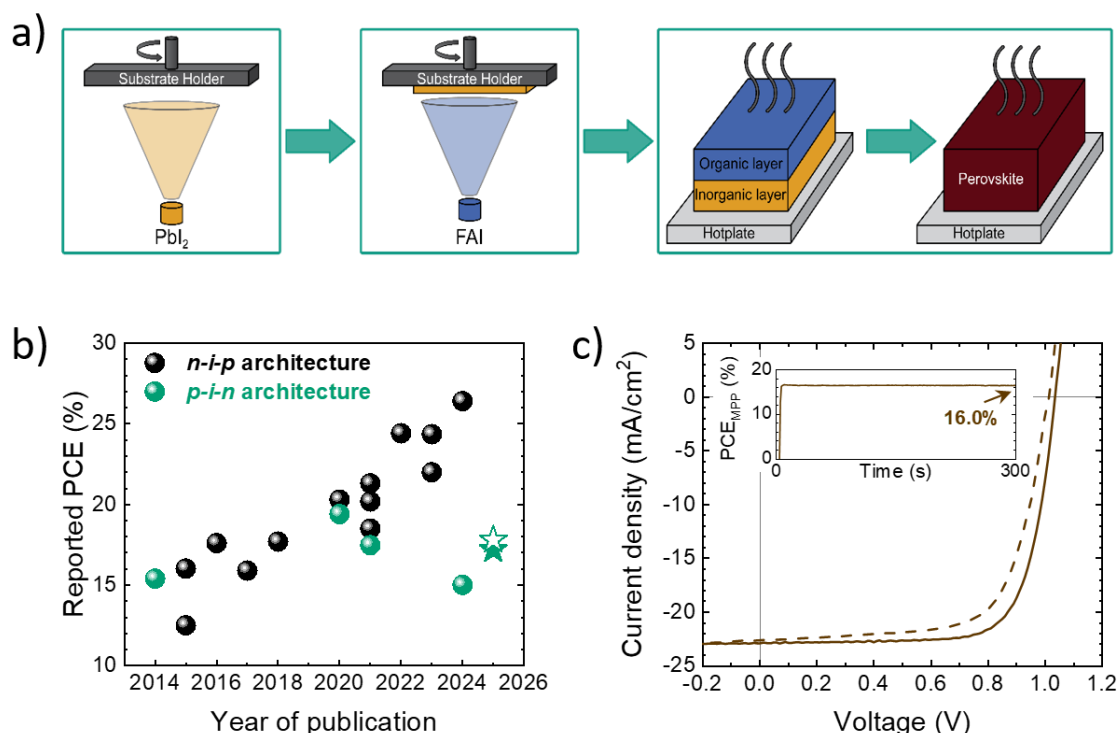 a)
Substrate Holder
PbI₂
Substrate Holder
FAI
Organic layer
Inorganic layer
Hotplate
Perovskite
Hotplate
b)
Reported PCE (%)
30
25
20
15
10
n-i-p architecture
p-i-n architecture
2014 2016 2018 2020 2022 2024 2026
Year of publication
c)
Current density (mA/cm²)
5
0
-5
-10
-15
-20
-25
PCE_MPP (%)
20
16
10
0
16.0%
0 Time (s) 300
-0.2 0.0 0.2 0.4 0.6 0.8 1.0 1.2
Voltage (V)